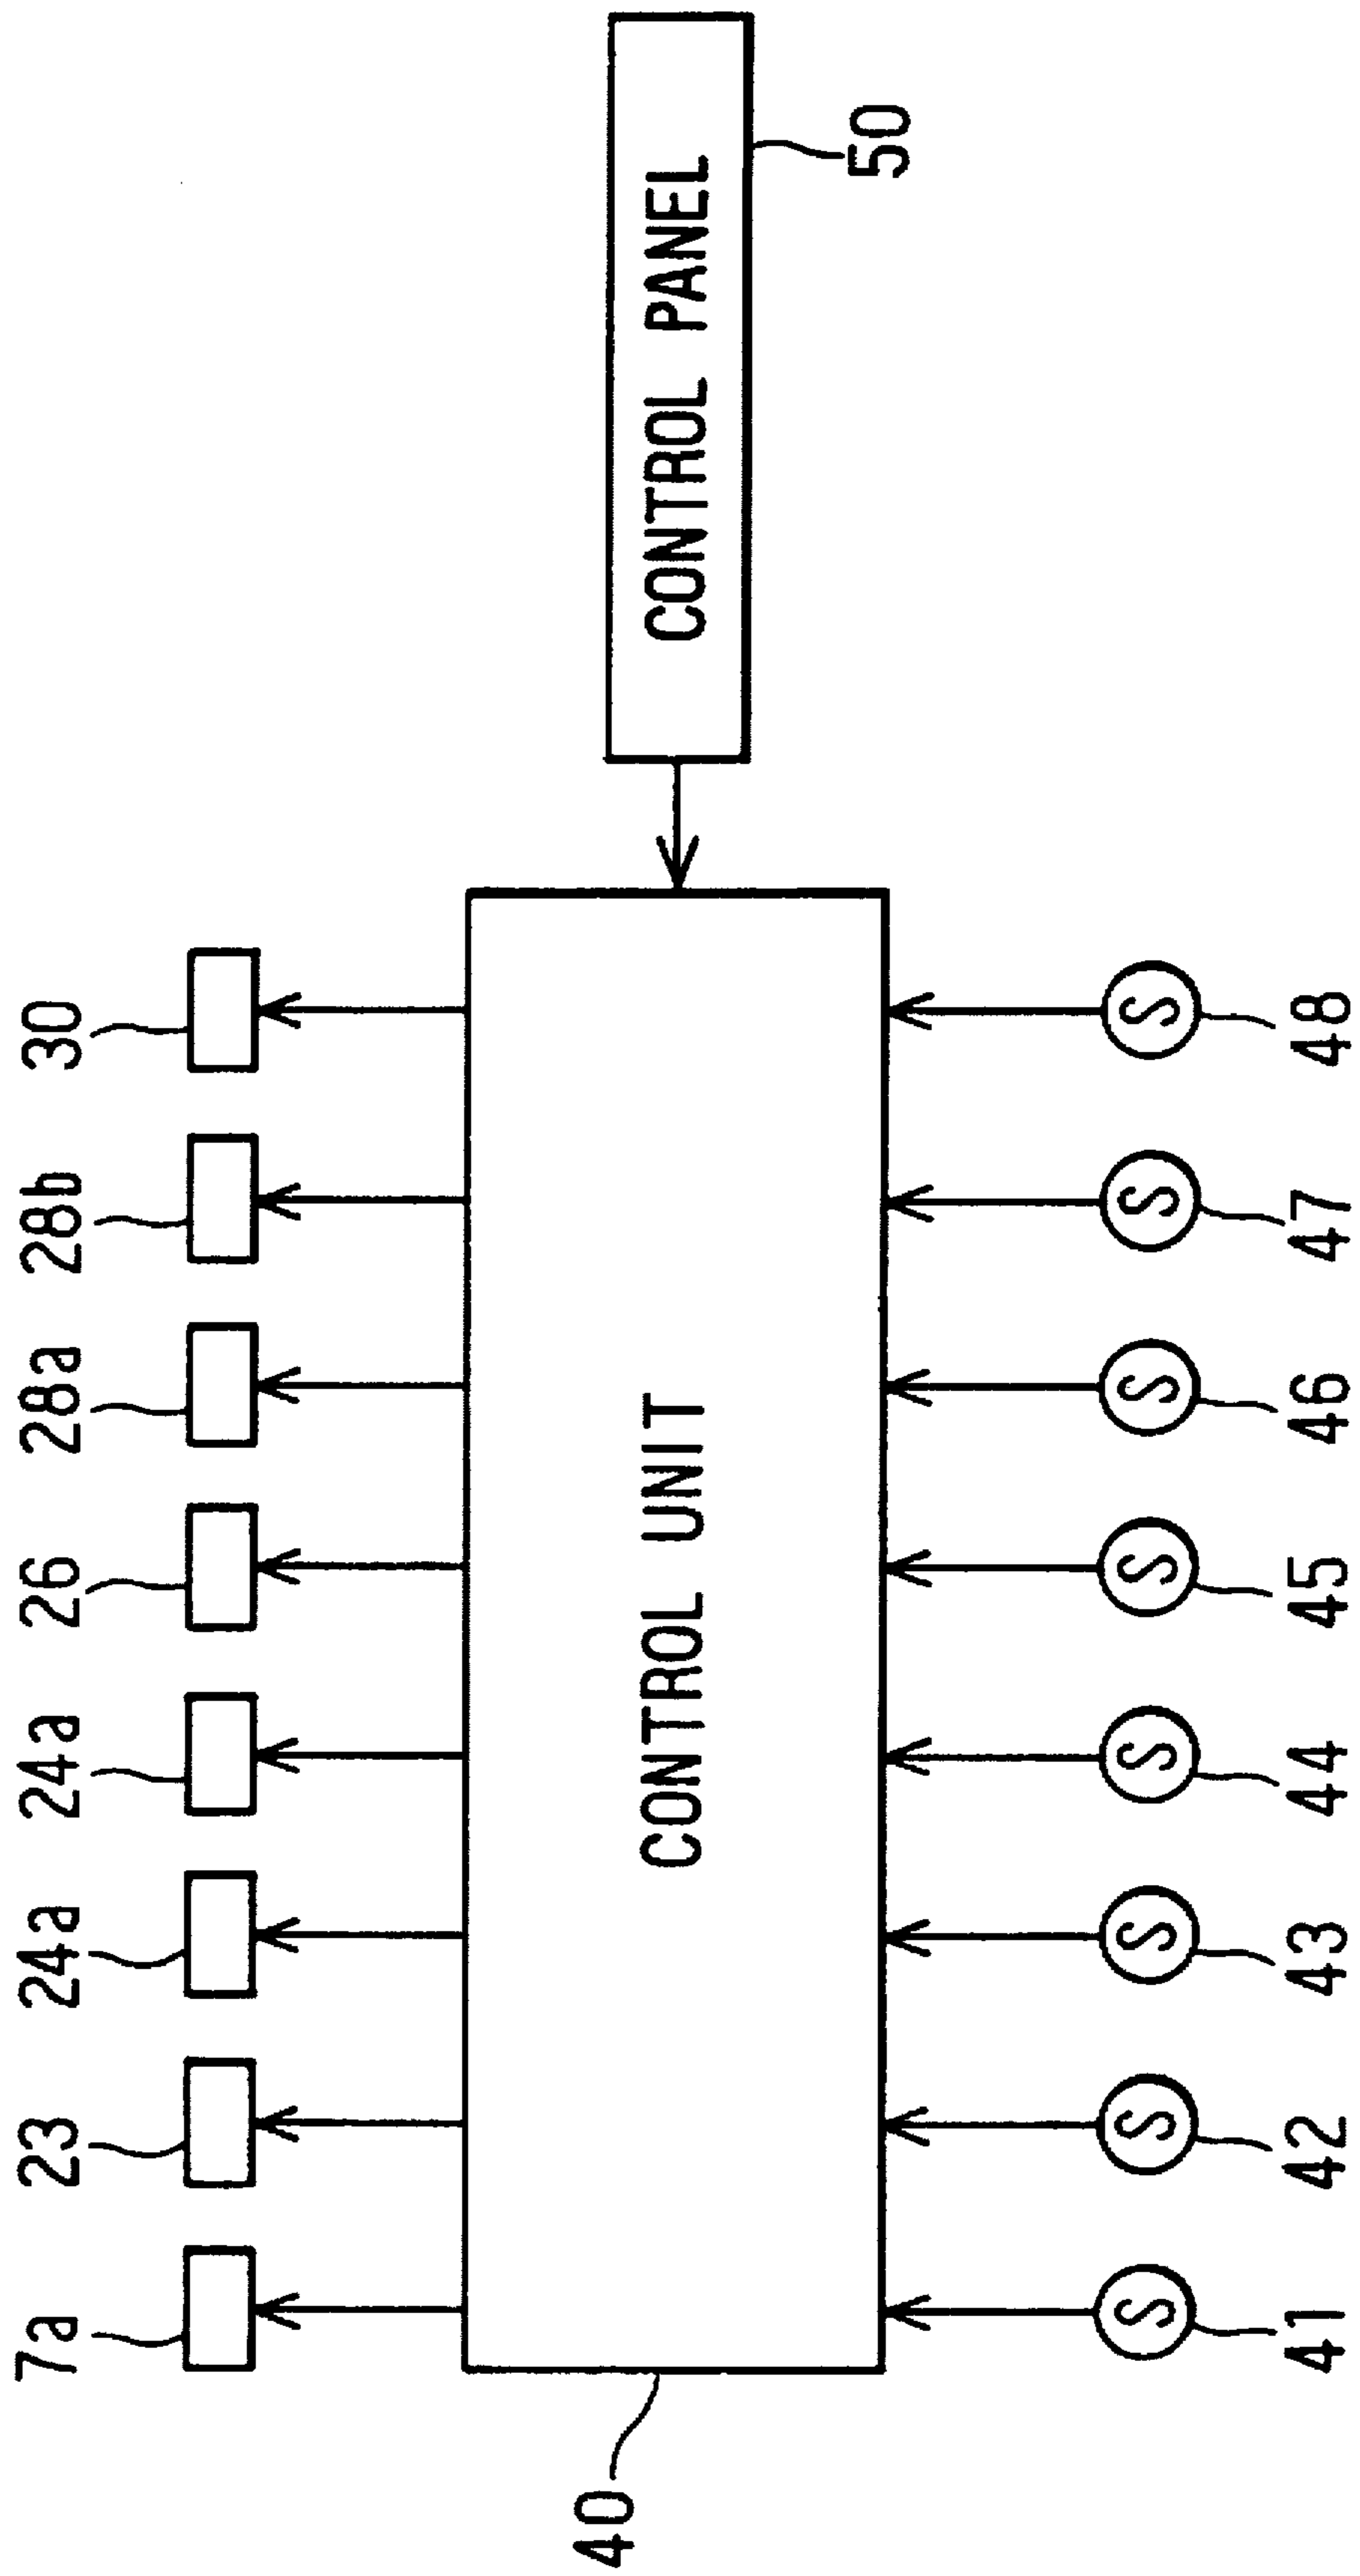 7a
23
24a
24a
26
28a
28b
30
40
CONTROL UNIT
CONTROL PANEL
50
S
S
S
S
S
S
S
S
41
42
43
44
45
46
47
48